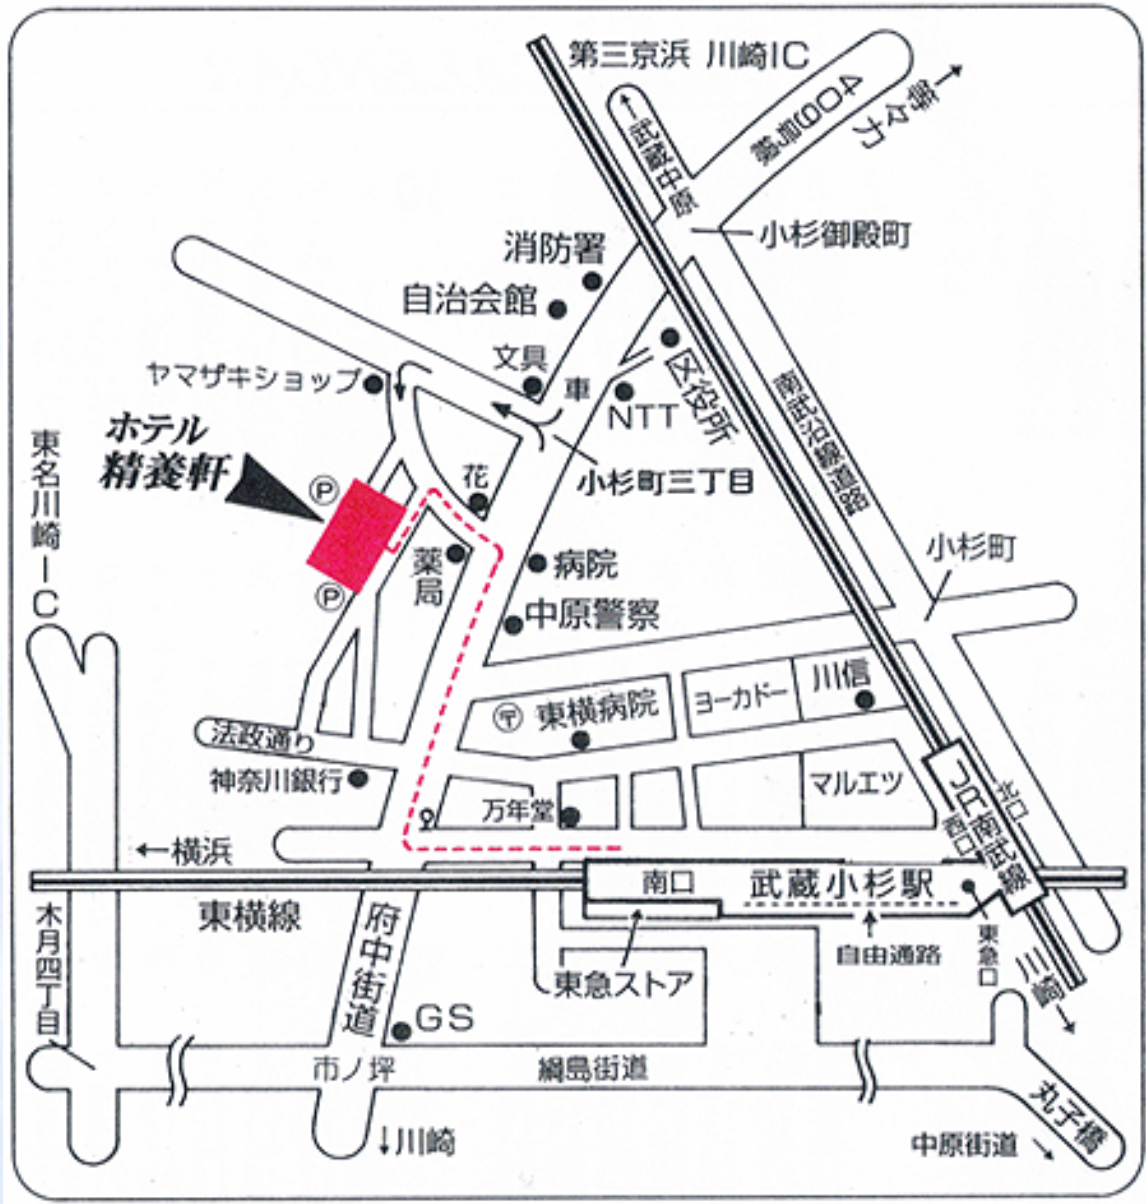 第三京浜 川崎IC
409号線
等々力
武蔵中原
小杉御殿町
消防署
自治会館
文具
車
区役所
NTT
南武沿線道路
ヤマザキショップ
ホテル
精養軒
東名川崎IC
P
花
小杉町三丁目
薬局
病院
小杉町
P
中原警察
〒
東横病院
ヨーカドー
川信
法政通り
神奈川銀行
万年堂
マルエツ
JR南武線
北口
西口
←横浜
南口
武蔵小杉駅
東横線
府中街道
木月四丁目
自由通路
東急口
川崎
東急ストア
GS
市ノ坪
綱島街道
丸子橋
↓川崎
中原街道